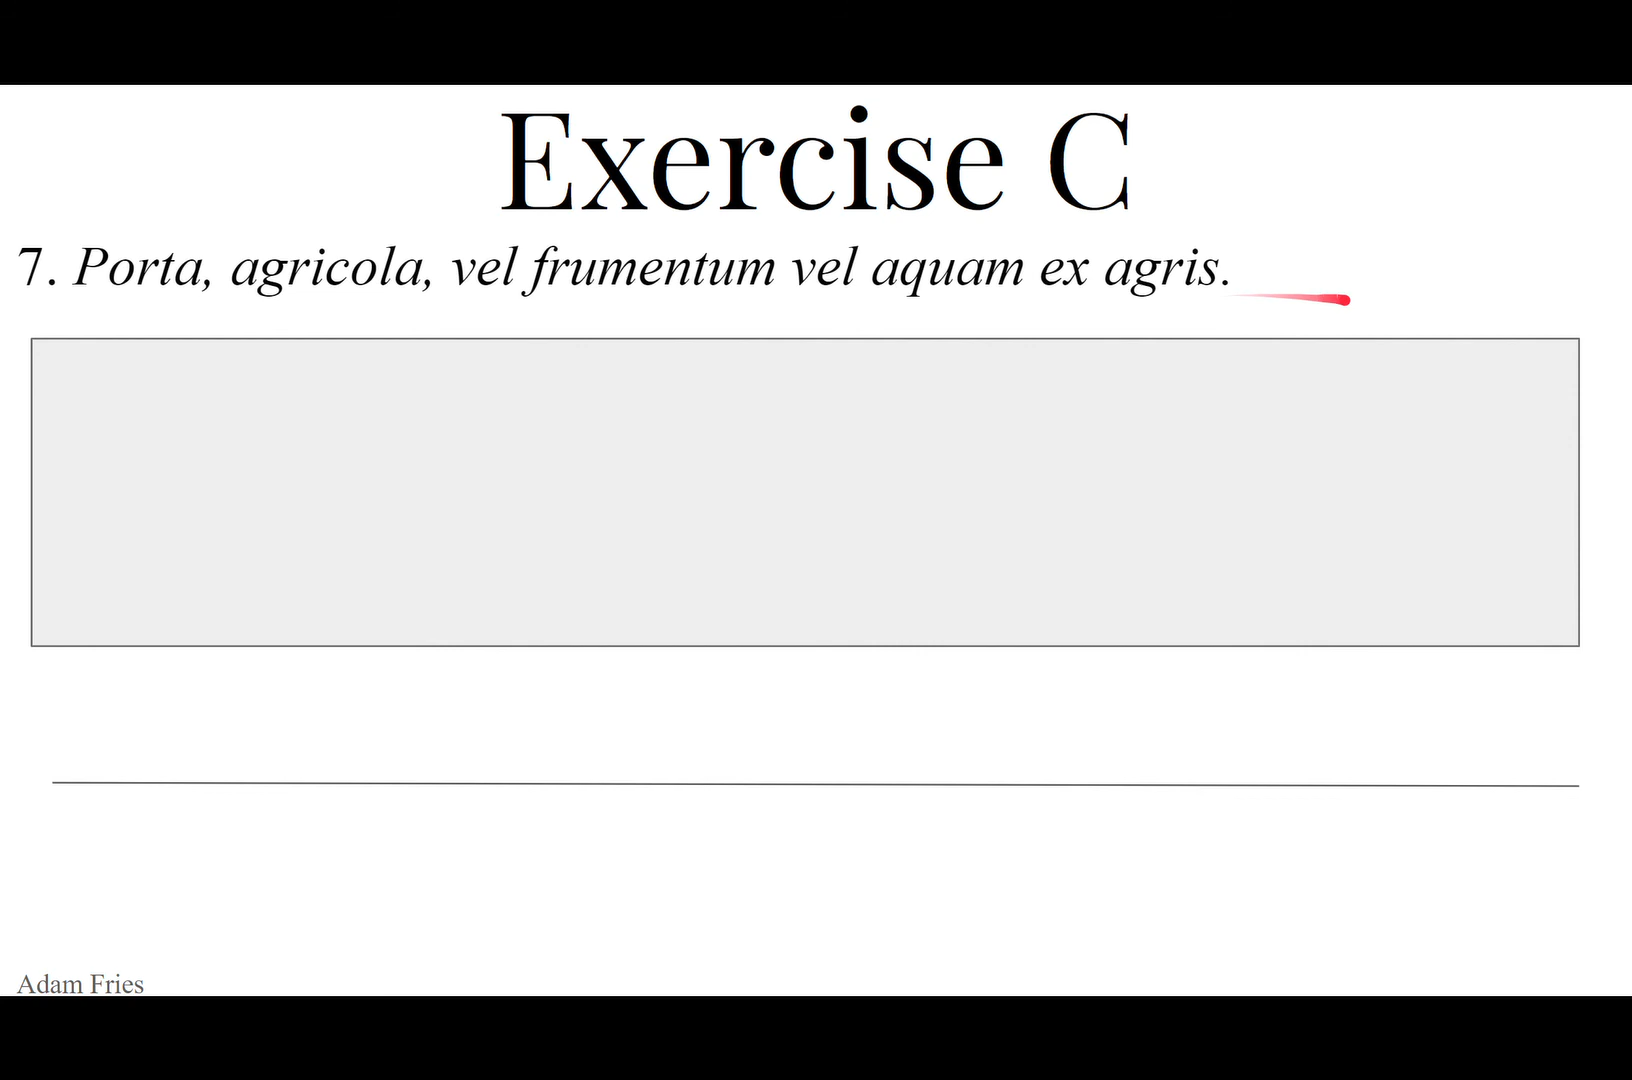 Exercise C
7. Porta, agricola, vel frumentum vel aquam ex agris.
Adam Fries